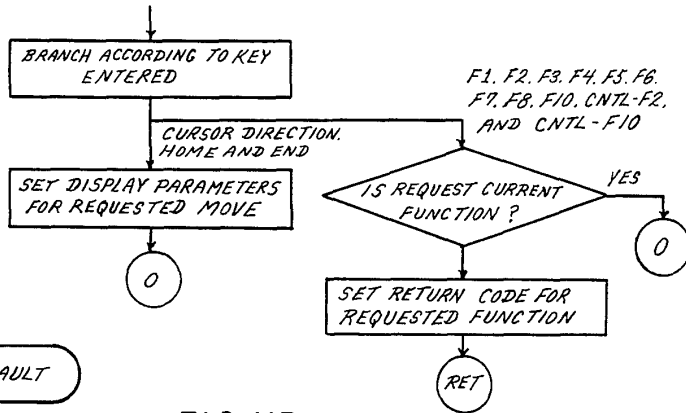 BRANCH ACCORDING TO KEY
ENTERED
F1. F2. F3. F4. F5. F6.
F7. F8. F10. CNTL-F2,
AND CNTL-F10
CURSOR DIRECTION.
HOME AND END
SET DISPLAY PARAMETERS
FOR REQUESTED MOVE
IS REQUEST CURRENT
FUNCTION ?
YES
O
O
SET RETURN CODE FOR
REQUESTED FUNCTION
AULT
RET